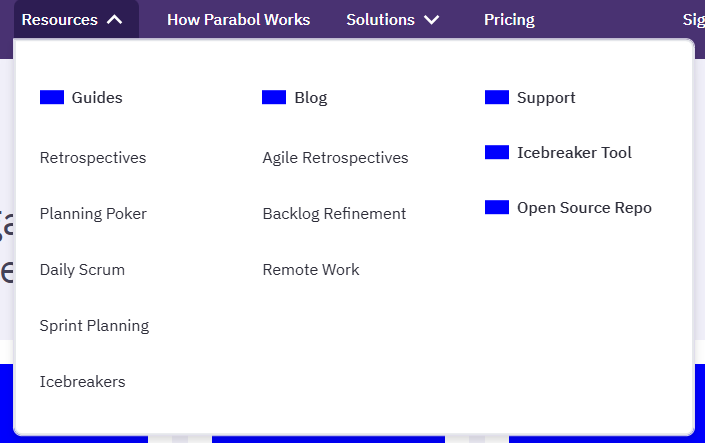 Resources How Parabol Works Solutions Pricing
Guides
Retrospectives
Planning Poker
Daily Scrum
Sprint Planning
Icebreakers
Blog
Agile Retrospectives
Backlog Refinement
Remote Work
Support
Icebreaker Tool
Open Source Repo